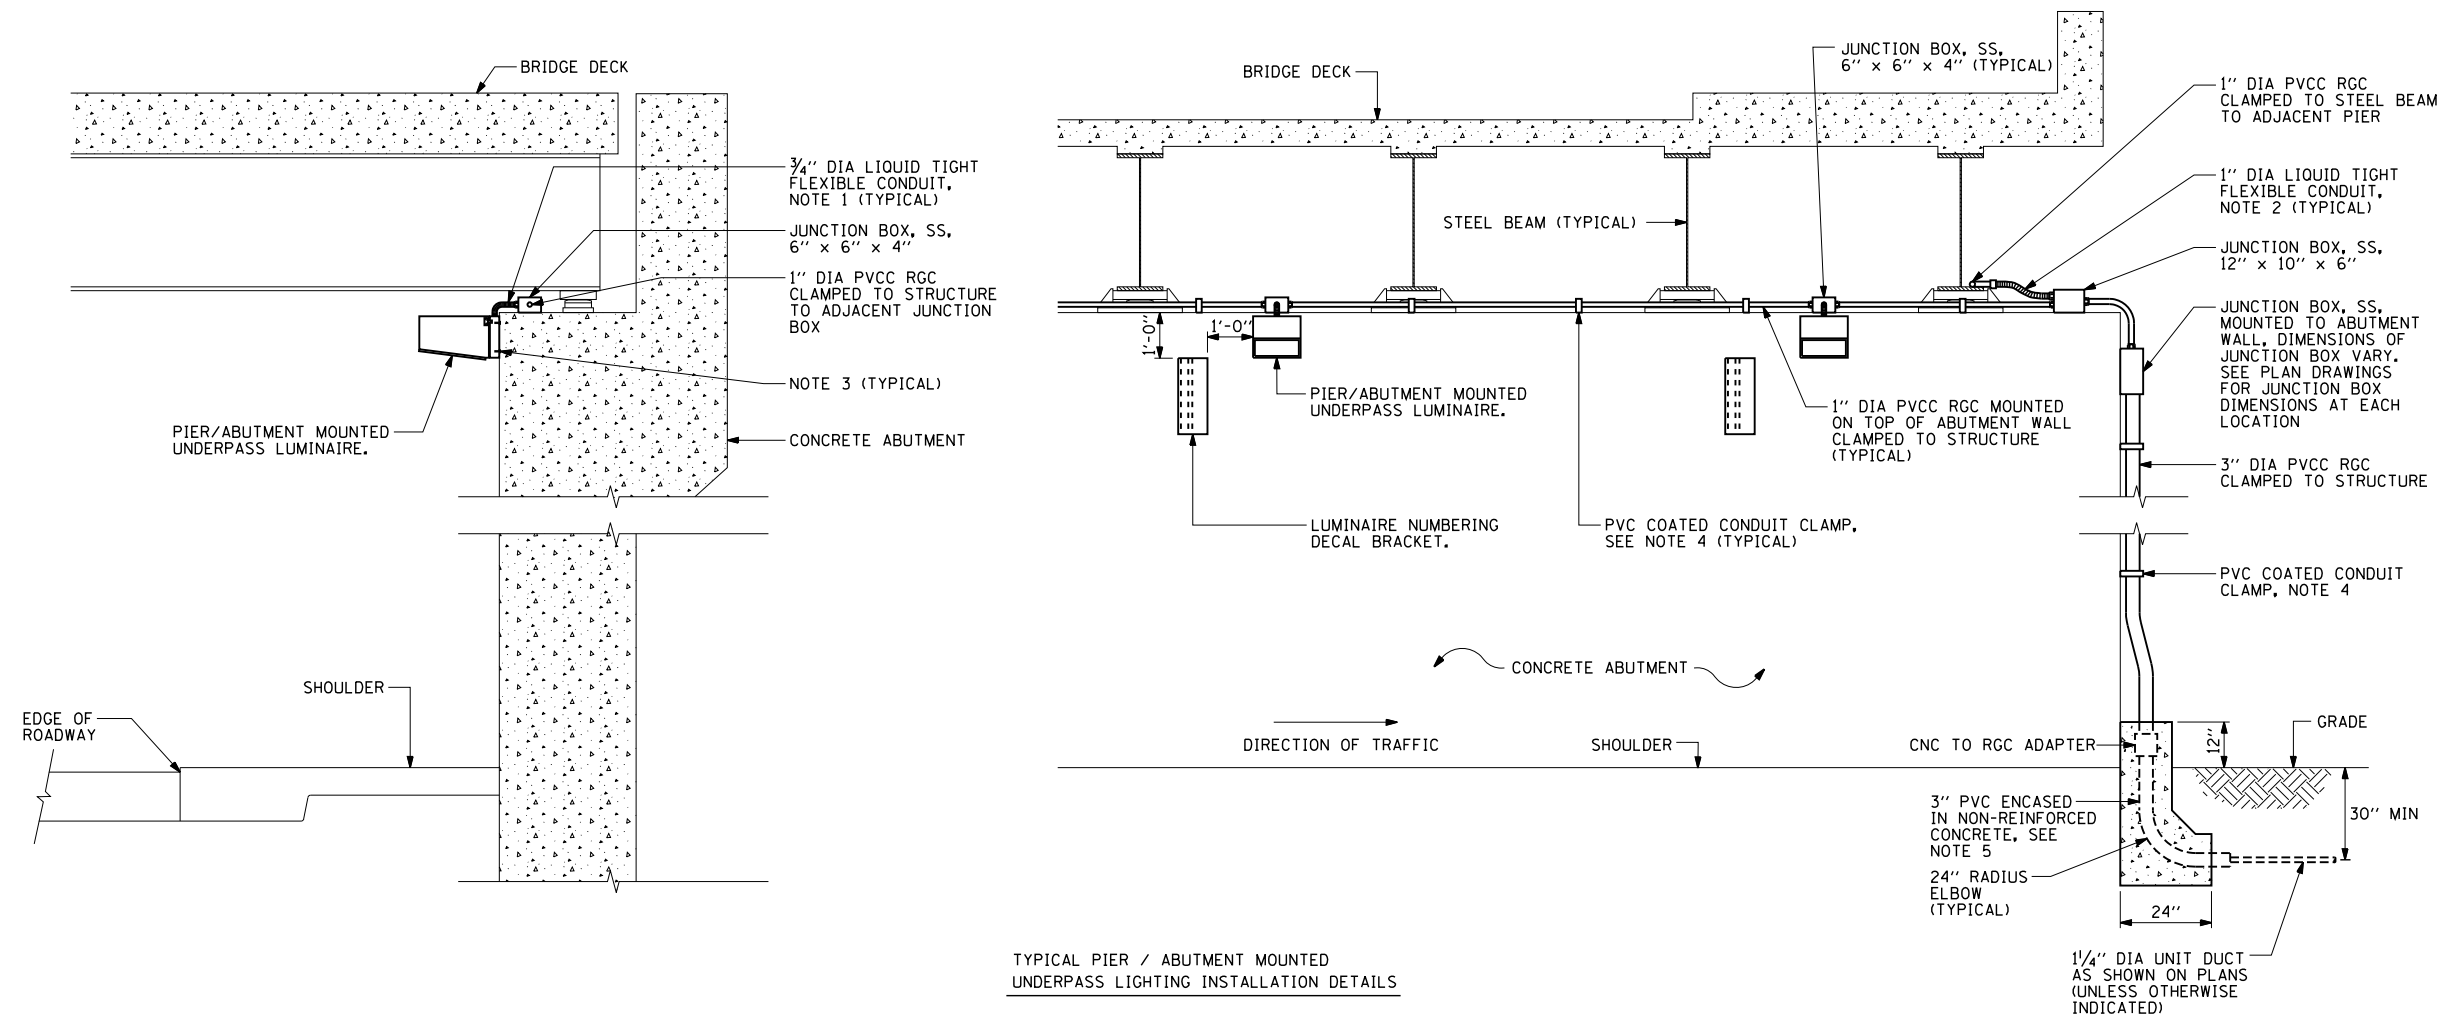 BRIDGE DECK
¾" DIA LIQUID TIGHT
FLEXIBLE CONDUIT,
NOTE 1 (TYPICAL)
JUNCTION BOX, SS,
6" x 6" x 4"
1" DIA PVCC RGC
CLAMPED TO STRUCTURE
TO ADJACENT JUNCTION
BOX
NOTE 3 (TYPICAL)
PIER/ABUTMENT MOUNTED
UNDERPASS LUMINAIRE.
CONCRETE ABUTMENT
SHOULDER
EDGE OF
ROADWAY
BRIDGE DECK
JUNCTION BOX, SS,
6" x 6" x 4" (TYPICAL)
1" DIA PVCC RGC
CLAMPED TO STEEL BEAM
TO ADJACENT PIER
1" DIA LIQUID TIGHT
FLEXIBLE CONDUIT,
NOTE 2 (TYPICAL)
STEEL BEAM (TYPICAL)
JUNCTION BOX, SS,
12" x 10" x 6"
JUNCTION BOX, SS,
MOUNTED TO ABUTMENT
WALL, DIMENSIONS OF
JUNCTION BOX VARY.
SEE PLAN DRAWINGS
FOR JUNCTION BOX
DIMENSIONS AT EACH
LOCATION
1'-0"
1'-0"
PIER/ABUTMENT MOUNTED
UNDERPASS LUMINAIRE.
1" DIA PVCC RGC MOUNTED
ON TOP OF ABUTMENT WALL
CLAMPED TO STRUCTURE
(TYPICAL)
3" DIA PVCC RGC
CLAMPED TO STRUCTURE
LUMINAIRE NUMBERING
DECAL BRACKET.
PVC COATED CONDUIT CLAMP,
SEE NOTE 4 (TYPICAL)
PVC COATED CONDUIT
CLAMP, NOTE 4
CONCRETE ABUTMENT
DIRECTION OF TRAFFIC
SHOULDER
CNC TO RGC ADAPTER
12"
GRADE
3" PVC ENCASED
IN NON-REINFORCED
CONCRETE, SEE
NOTE 5
30" MIN
24" RADIUS
ELBOW
(TYPICAL)
24"
1¼" DIA UNIT DUCT
AS SHOWN ON PLANS
(UNLESS OTHERWISE
INDICATED)
TYPICAL PIER / ABUTMENT MOUNTED
UNDERPASS LIGHTING INSTALLATION DETAILS